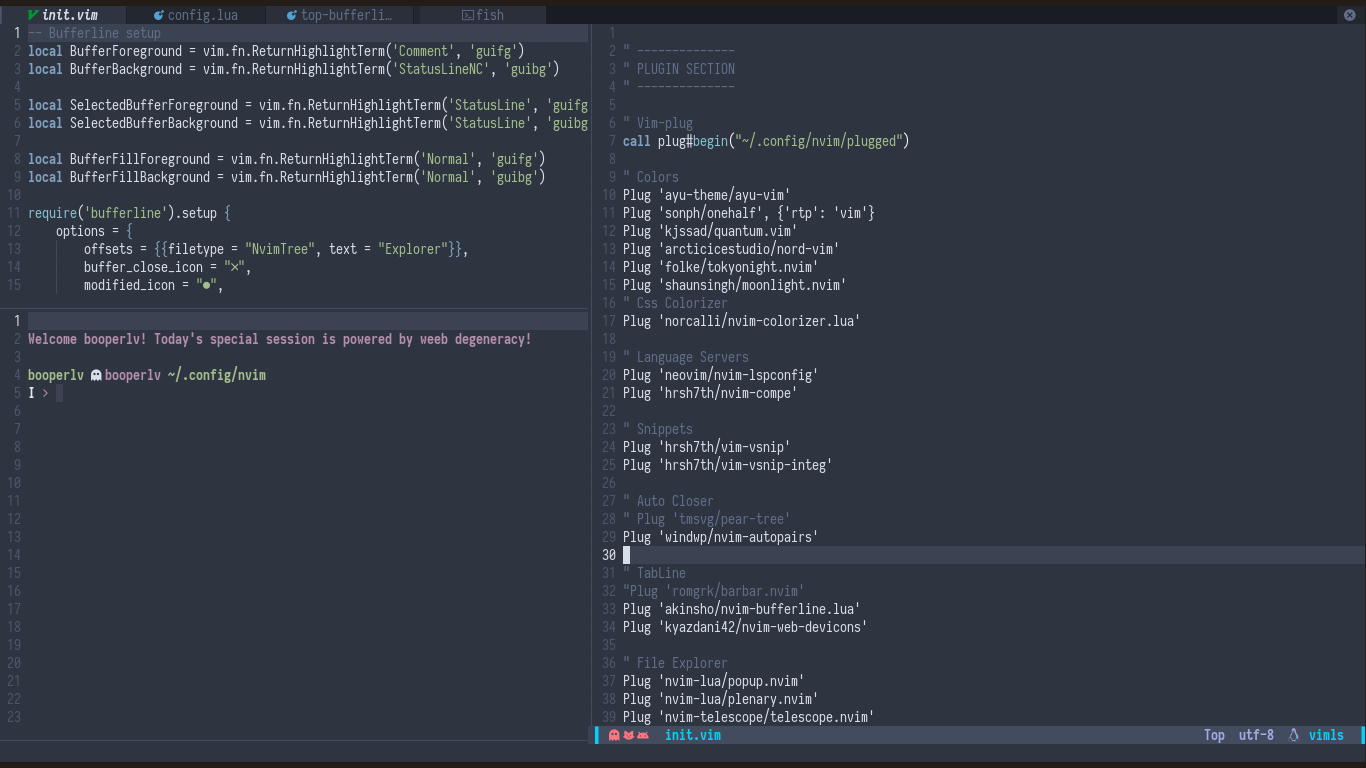 init.vim config.lua top-bufferli… fish
1 -- Bufferline setup
2 local BufferForeground = vim.fn.ReturnHighlightTerm('Comment', 'guifg')
3 local BufferBackground = vim.fn.ReturnHighlightTerm('StatusLineNC', 'guibg')
4
5 local SelectedBufferForeground = vim.fn.ReturnHighlightTerm('StatusLine', 'guifg
6 local SelectedBufferBackground = vim.fn.ReturnHighlightTerm('StatusLine', 'guibg
7
8 local BufferFillForeground = vim.fn.ReturnHighlightTerm('Normal', 'guifg')
9 local BufferFillBackground = vim.fn.ReturnHighlightTerm('Normal', 'guibg')
10
11 require('bufferline').setup {
12 options = {
13 offsets = {{filetype = "NvimTree", text = "Explorer"}},
14 buffer_close_icon = "×",
15 modified_icon = "●",
1
2 Welcome booperlv! Today's special session is powered by weeb degeneracy!
3
4 booperlv booperlv ~/.config/nvim
5 I >
6
7
8
9
10
11
12
13
14
15
16
17
18
19
20
21
22
23
1
2 " --------------
3 " PLUGIN SECTION
4 " --------------
5
6 " Vim-plug
7 call plug#begin("~/.config/nvim/plugged")
8
9 " Colors
10 Plug 'ayu-theme/ayu-vim'
11 Plug 'sonph/onehalf', {'rtp': 'vim'}
12 Plug 'kjssad/quantum.vim'
13 Plug 'arcticicestudio/nord-vim'
14 Plug 'folke/tokyonight.nvim'
15 Plug 'shaunsingh/moonlight.nvim'
16 " Css Colorizer
17 Plug 'norcalli/nvim-colorizer.lua'
18
19 " Language Servers
20 Plug 'neovim/nvim-lspconfig'
21 Plug 'hrsh7th/nvim-compe'
22
23 " Snippets
24 Plug 'hrsh7th/vim-vsnip'
25 Plug 'hrsh7th/vim-vsnip-integ'
26
27 " Auto Closer
28 " Plug 'tmsvg/pear-tree'
29 Plug 'windwp/nvim-autopairs'
30
31 " TabLine
32 "Plug 'romgrk/barbar.nvim'
33 Plug 'akinsho/nvim-bufferline.lua'
34 Plug 'kyazdani42/nvim-web-devicons'
35
36 " File Explorer
37 Plug 'nvim-lua/popup.nvim'
38 Plug 'nvim-lua/plenary.nvim'
39 Plug 'nvim-telescope/telescope.nvim'
init.vim Top utf-8 vimls